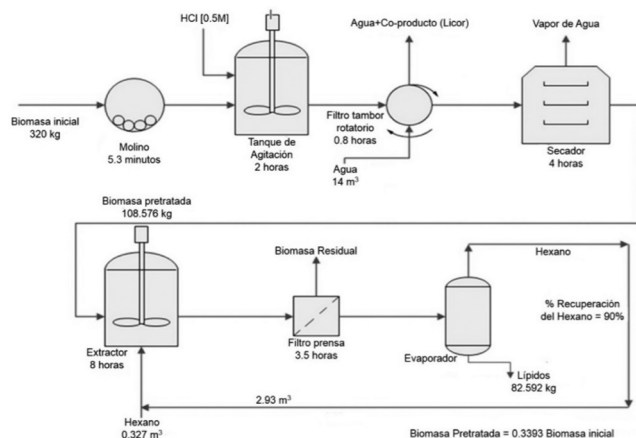 HCl [0.5M]
Agua+Co-producto (Licor)
Vapor de Agua
Biomasa inicial
320 kg
Molino
5.3 minutos
Tanque de
Agitación
2 horas
Filtro tambor
rotatorio
0.8 horas
Agua
14 m³
Secador
4 horas
Biomasa pretratada
108.576 kg
Extractor
8 horas
Hexano
0.327 m³
Biomasa Residual
Filtro prensa
3.5 horas
Hexano
Evaporador
Lípidos
82.592 kg
% Recuperación
del Hexano = 90%
2.93 m³
Biomasa Pretratada = 0.3393 Biomasa inicial